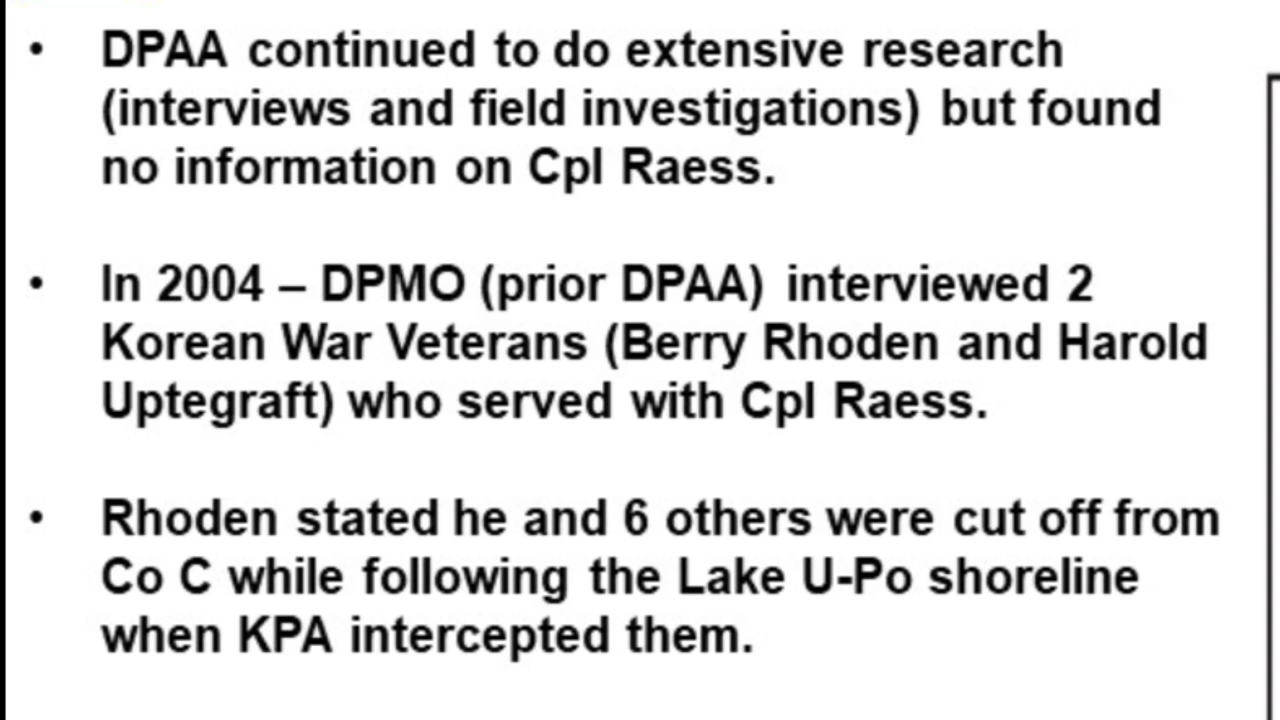 • DPAA continued to do extensive research
(interviews and field investigations) but found
no information on Cpl Raess.
• In 2004 – DPMO (prior DPAA) interviewed 2
Korean War Veterans (Berry Rhoden and Harold
Uptegraft) who served with Cpl Raess.
• Rhoden stated he and 6 others were cut off from
Co C while following the Lake U-Po shoreline
when KPA intercepted them.